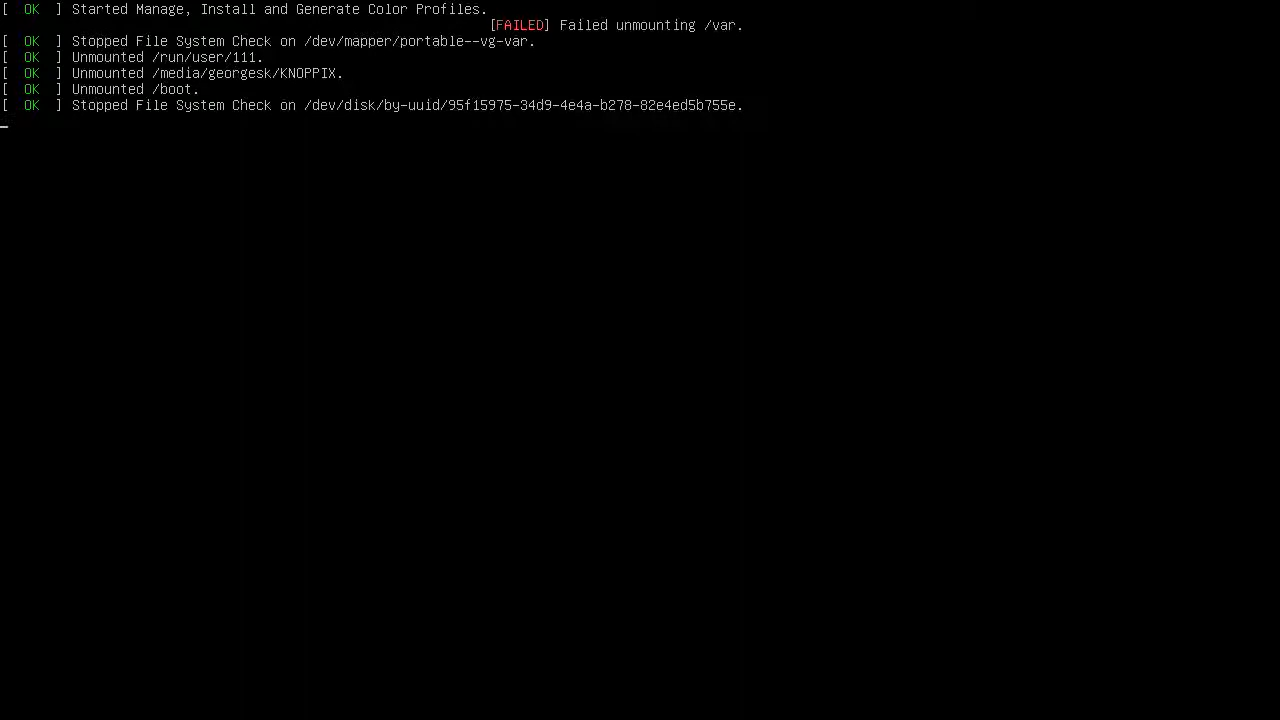 [  OK  ] Started Manage, Install and Generate Color Profiles.
[FAILED] Failed unmounting /var.
[  OK  ] Stopped File System Check on /dev/mapper/portable--vg-var.
[  OK  ] Unmounted /run/user/111.
[  OK  ] Unmounted /media/georgesk/KNOPPIX.
[  OK  ] Unmounted /boot.
[  OK  ] Stopped File System Check on /dev/disk/by-uuid/95f15975-34d9-4e4a-b278-82e4ed5b755e.